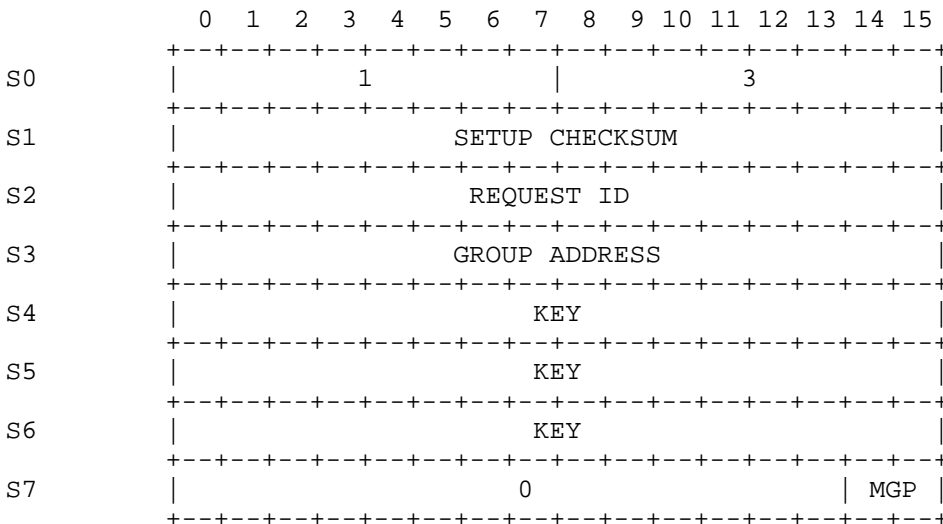 0  1  2  3  4  5  6  7  8  9 10 11 12 13 14 15
+--+--+--+--+--+--+--+--+--+--+--+--+--+--+--+--+
S0 | 1 | 3 |
+--+--+--+--+--+--+--+--+--+--+--+--+--+--+--+--+
S1 | SETUP CHECKSUM |
+--+--+--+--+--+--+--+--+--+--+--+--+--+--+--+--+
S2 | REQUEST ID |
+--+--+--+--+--+--+--+--+--+--+--+--+--+--+--+--+
S3 | GROUP ADDRESS |
+--+--+--+--+--+--+--+--+--+--+--+--+--+--+--+--+
S4 | KEY |
+--+--+--+--+--+--+--+--+--+--+--+--+--+--+--+--+
S5 | KEY |
+--+--+--+--+--+--+--+--+--+--+--+--+--+--+--+--+
S6 | KEY |
+--+--+--+--+--+--+--+--+--+--+--+--+--+--+--+--+
S7 | 0 | MGP |
+--+--+--+--+--+--+--+--+--+--+--+--+--+--+--+--+